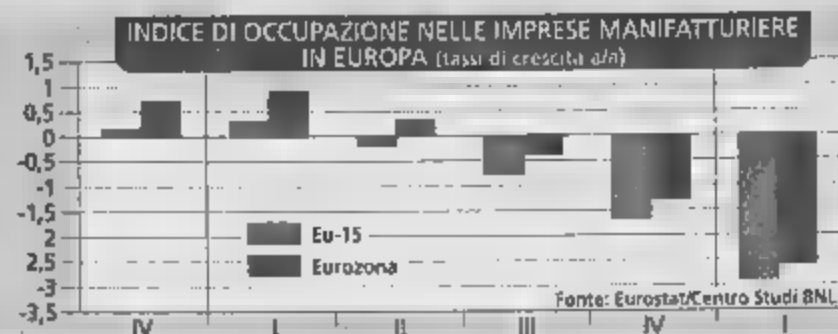 INDICE DI OCCUPAZIONE NELLE IMPRESE MANIFATTURIERE
IN EUROPA (tassi di crescita a/a)
1,5
1
0,5
0
-0,5
-1
-1,5
2
2,5
-3
-3,5
Eu-15
Eurozona
Fonte: Eurostat/Centro Studi BNL
IV I II III IV I